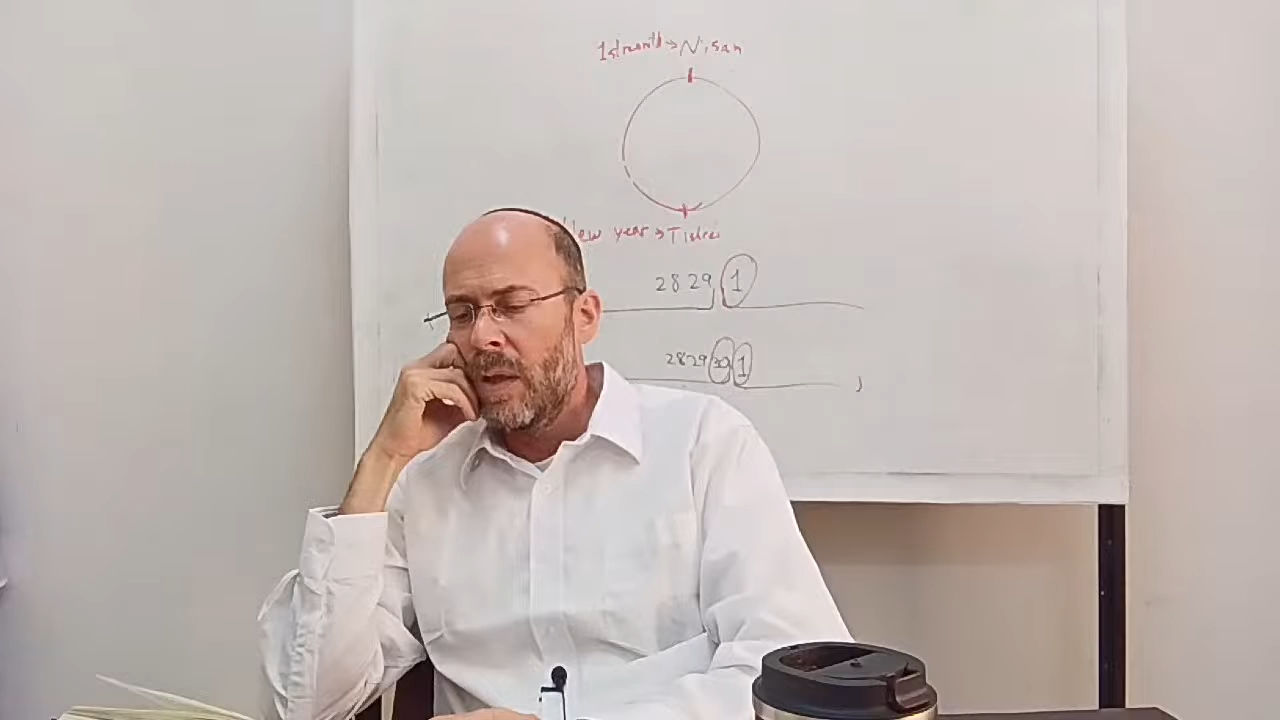 1st month → Nisan
New year → Tishrei
28 29 1
28 29 30 1